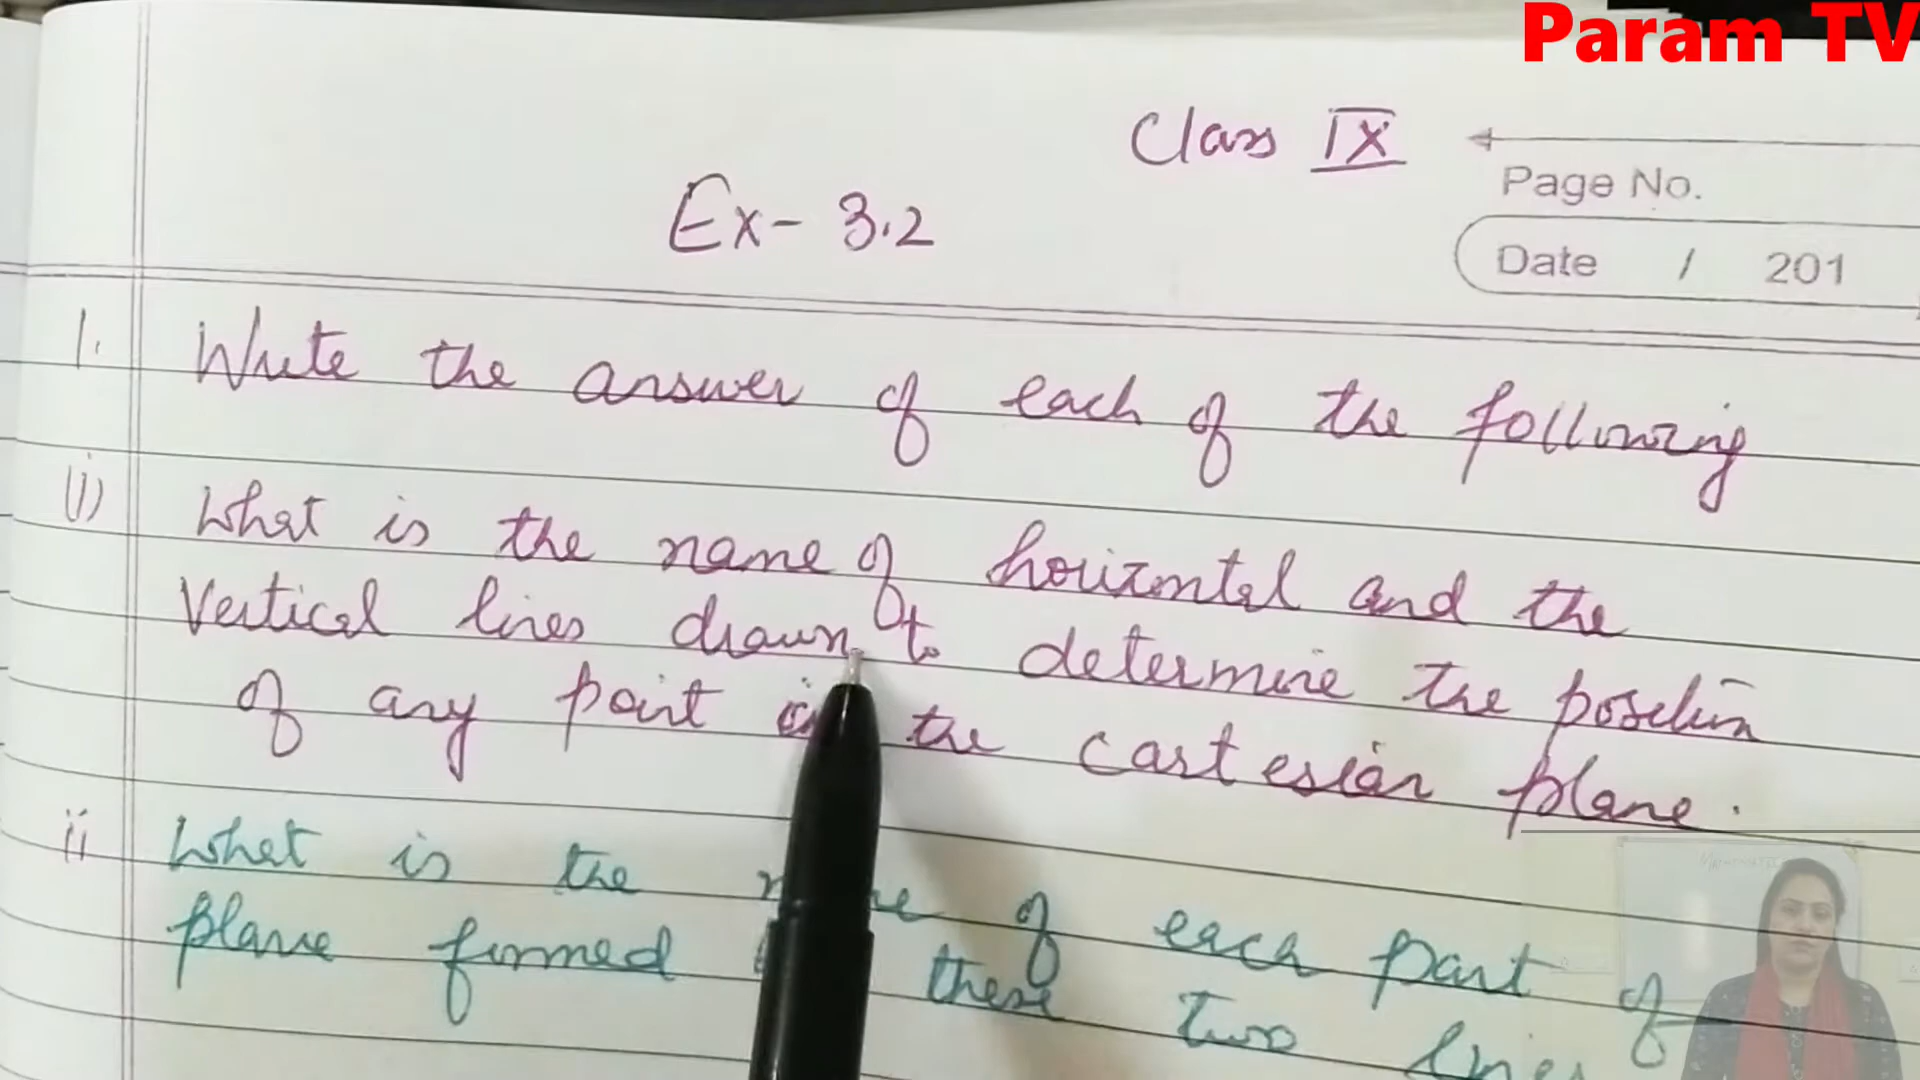 Param TV
Class IX
Page No.
Ex- 3.2
Date / 201
1. Write the answer of each of the following
(i) What is the name of horizontal and the
Vertical lines drawn to determine the position
of any point in the cartesian plane.
ii What is the of each part of
plane formed these two lines